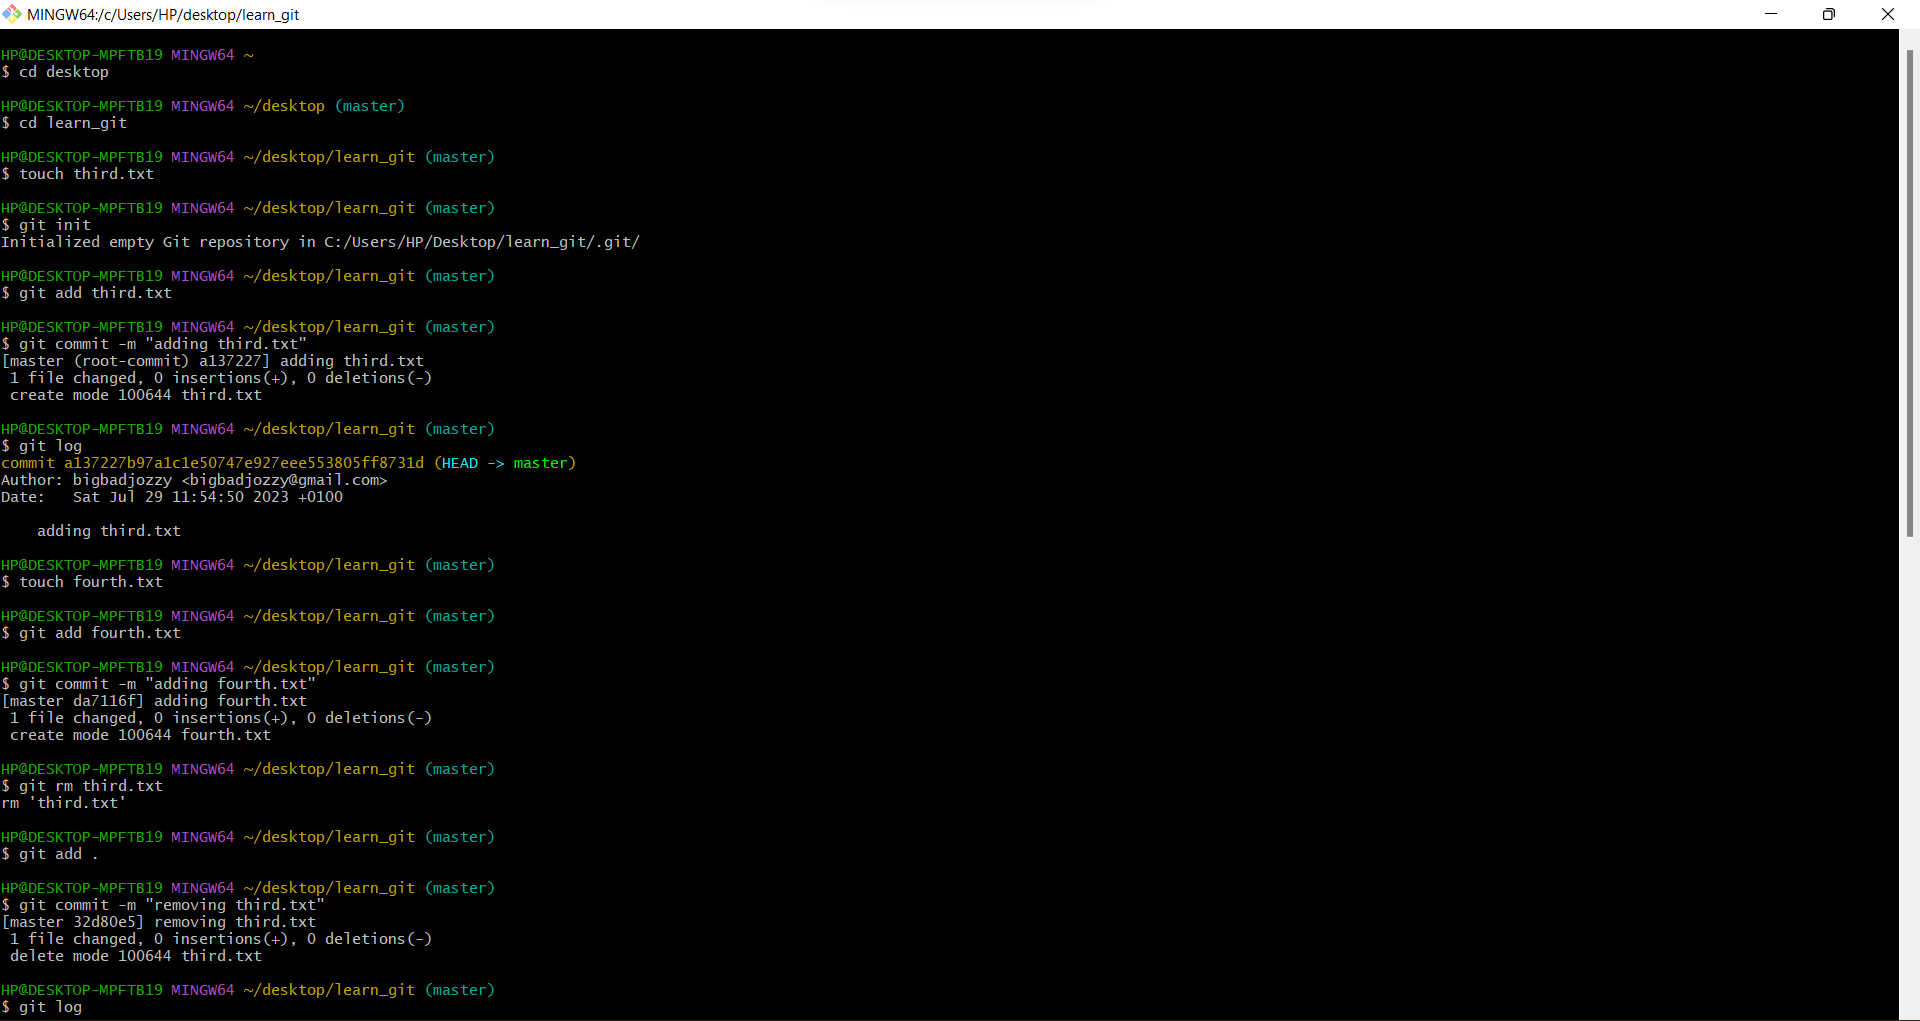 MINGW64:/c/Users/HP/desktop/learn_git
HP@DESKTOP-MPFTB19 MINGW64 ~
$ cd desktop
HP@DESKTOP-MPFTB19 MINGW64 ~/desktop (master)
$ cd learn_git
HP@DESKTOP-MPFTB19 MINGW64 ~/desktop/learn_git (master)
$ touch third.txt
HP@DESKTOP-MPFTB19 MINGW64 ~/desktop/learn_git (master)
$ git init
Initialized empty Git repository in C:/Users/HP/Desktop/learn_git/.git/
HP@DESKTOP-MPFTB19 MINGW64 ~/desktop/learn_git (master)
$ git add third.txt
HP@DESKTOP-MPFTB19 MINGW64 ~/desktop/learn_git (master)
$ git commit -m "adding third.txt"
[master (root-commit) a137227] adding third.txt
 1 file changed, 0 insertions(+), 0 deletions(-)
 create mode 100644 third.txt
HP@DESKTOP-MPFTB19 MINGW64 ~/desktop/learn_git (master)
$ git log
commit a137227b97a1c1e50747e927eee553805ff8731d (HEAD -> master)
Author: bigbadjozzy <bigbadjozzy@gmail.com>
Date:   Sat Jul 29 11:54:50 2023 +0100
    adding third.txt
HP@DESKTOP-MPFTB19 MINGW64 ~/desktop/learn_git (master)
$ touch fourth.txt
HP@DESKTOP-MPFTB19 MINGW64 ~/desktop/learn_git (master)
$ git add fourth.txt
HP@DESKTOP-MPFTB19 MINGW64 ~/desktop/learn_git (master)
$ git commit -m "adding fourth.txt"
[master da7116f] adding fourth.txt
 1 file changed, 0 insertions(+), 0 deletions(-)
 create mode 100644 fourth.txt
HP@DESKTOP-MPFTB19 MINGW64 ~/desktop/learn_git (master)
$ git rm third.txt
rm 'third.txt'
HP@DESKTOP-MPFTB19 MINGW64 ~/desktop/learn_git (master)
$ git add .
HP@DESKTOP-MPFTB19 MINGW64 ~/desktop/learn_git (master)
$ git commit -m "removing third.txt"
[master 32d80e5] removing third.txt
 1 file changed, 0 insertions(+), 0 deletions(-)
 delete mode 100644 third.txt
HP@DESKTOP-MPFTB19 MINGW64 ~/desktop/learn_git (master)
$ git log